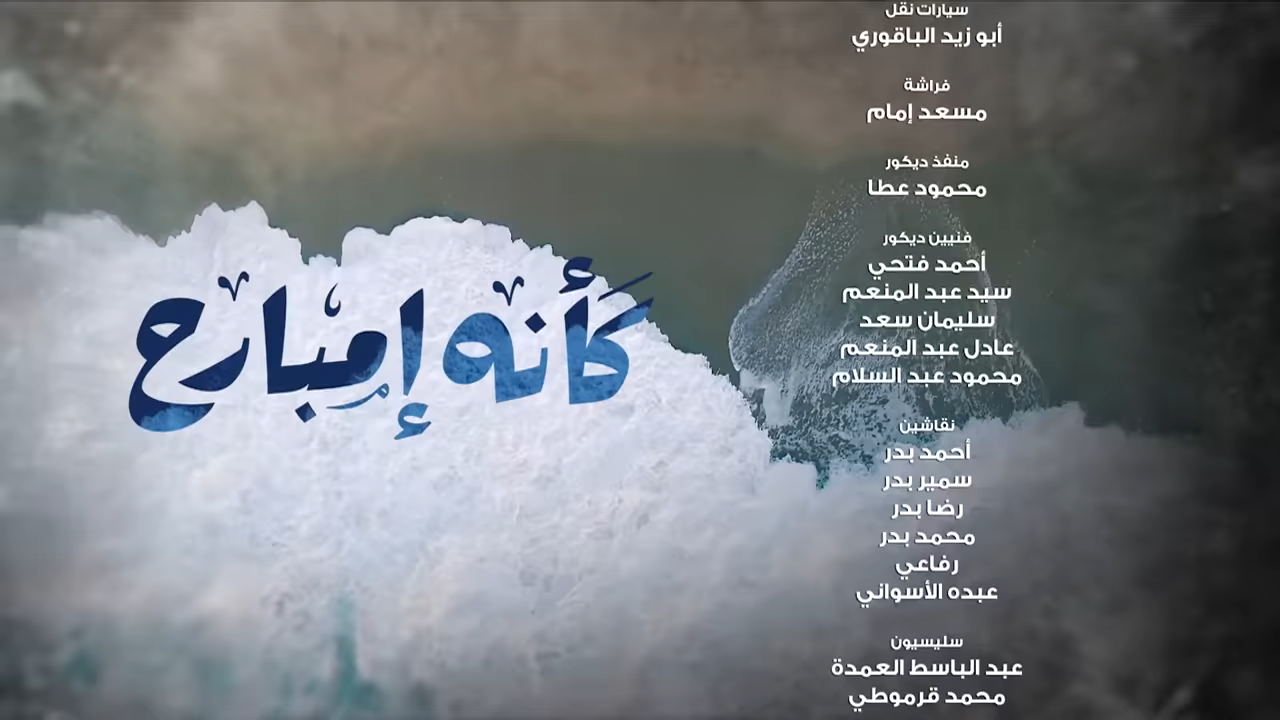 كأنه إمبارح
سيارات نقل
أبو زيد الباقوري
فراشة
مسعد إمام
منفذ ديكور
محمود عطا
فنيين ديكور
أحمد فتحي
سيد عبد المنعم
سليمان سعد
عادل عبد المنعم
محمود عبد السلام
نقاشين
أحمد بدر
سمير بدر
رضا بدر
محمد بدر
رفاعي
عبده الأسواني
سليسيون
عبد الباسط العمدة
محمد قرموطي